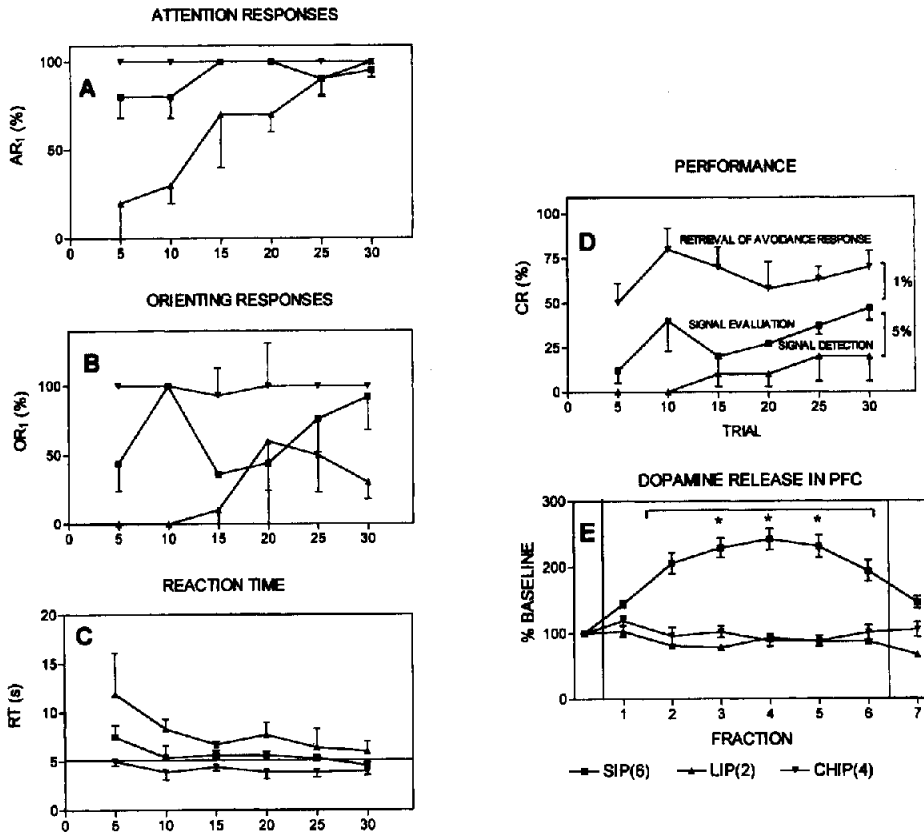 ATTENTION RESPONSES
A
AR1 (%)
100
50
0
0 5 10 15 20 25 30
ORIENTING RESPONSES
B
OR1 (%)
100
50
0
0 5 10 15 20 25 30
REACTION TIME
C
RT (s)
20
15
10
5
0
0 5 10 15 20 25 30
PERFORMANCE
D
CR (%)
100
75
50
25
0
RETRIEVAL OF AVOIDANCE RESPONSE
1%
SIGNAL EVALUATION
5%
SIGNAL DETECTION
0 5 10 15 20 25 30
TRIAL
DOPAMINE RELEASE IN PFC
E
% BASELINE
300
200
100
0
* * *
1 2 3 4 5 6 7
FRACTION
SIP(6) LIP(2) CHIP(4)